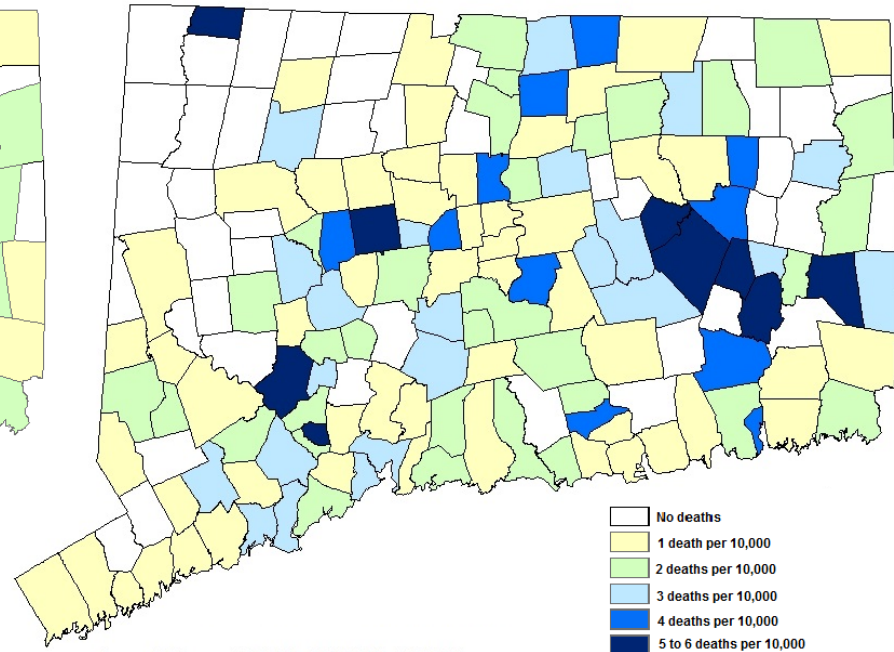 No deaths
1 death per 10,000
2 deaths per 10,000
3 deaths per 10,000
4 deaths per 10,000
5 to 6 deaths per 10,000